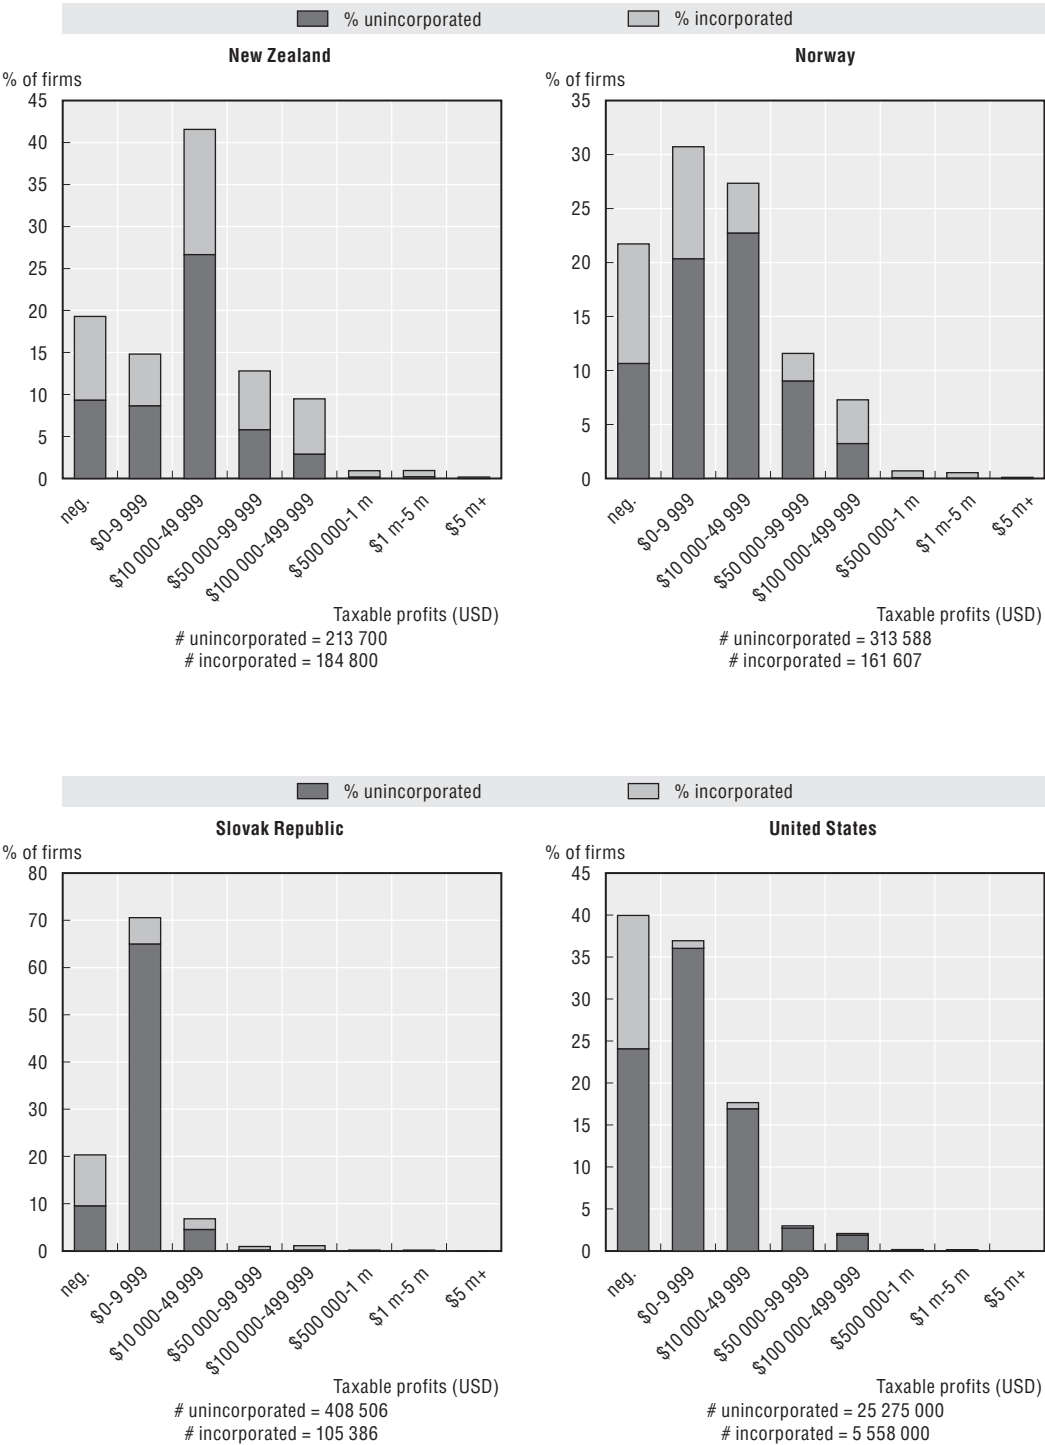 % unincorporated % incorporated
New Zealand
% of firms
45
40
35
30
25
20
15
10
5
0
neg.
$0-9 999
$10 000-49 999
$50 000-99 999
$100 000-499 999
$500 000-1 m
$1 m-5 m
$5 m+
Taxable profits (USD)
# unincorporated = 213 700
# incorporated = 184 800
Norway
% of firms
35
30
25
20
15
10
5
0
neg.
$0-9 999
$10 000-49 999
$50 000-99 999
$100 000-499 999
$500 000-1 m
$1 m-5 m
$5 m+
Taxable profits (USD)
# unincorporated = 313 588
# incorporated = 161 607
% unincorporated % incorporated
Slovak Republic
% of firms
80
70
60
50
40
30
20
10
0
neg.
$0-9 999
$10 000-49 999
$50 000-99 999
$100 000-499 999
$500 000-1 m
$1 m-5 m
$5 m+
Taxable profits (USD)
# unincorporated = 408 506
# incorporated = 105 386
United States
% of firms
45
40
35
30
25
20
15
10
5
0
neg.
$0-9 999
$10 000-49 999
$50 000-99 999
$100 000-499 999
$500 000-1 m
$1 m-5 m
$5 m+
Taxable profits (USD)
# unincorporated = 25 275 000
# incorporated = 5 558 000